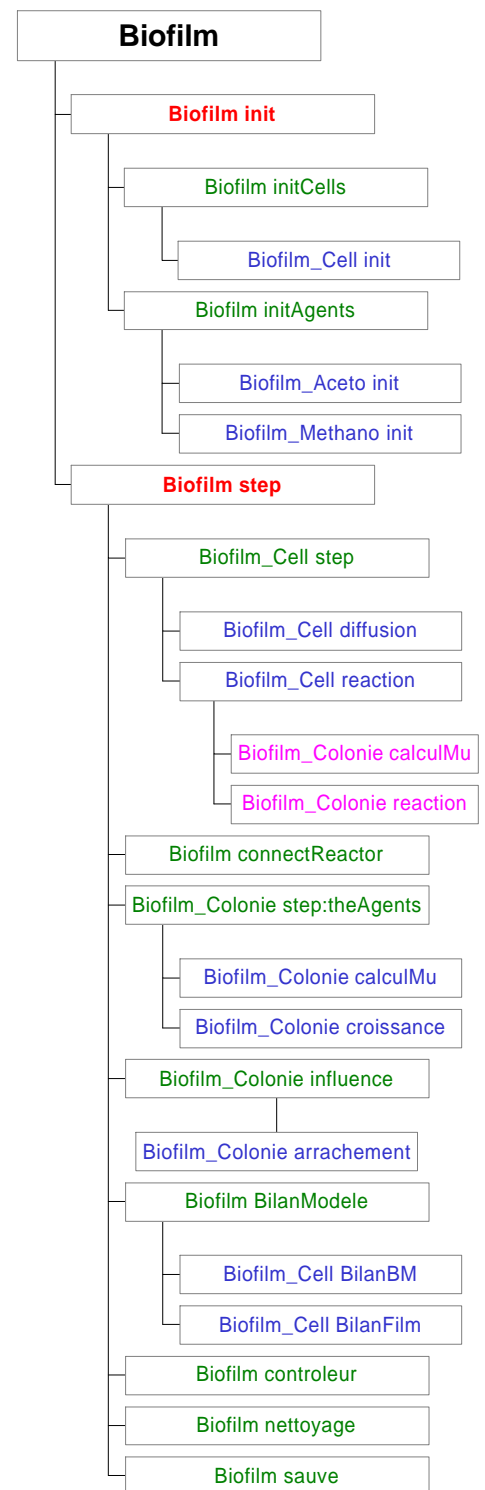 Biofilm
Biofilm init
Biofilm initCells
Biofilm_Cell init
Biofilm initAgents
Biofilm_Aceto init
Biofilm_Methano init
Biofilm step
Biofilm_Cell step
Biofilm_Cell diffusion
Biofilm_Cell reaction
Biofilm_Colonie calculMu
Biofilm_Colonie reaction
Biofilm connectReactor
Biofilm_Colonie step:theAgents
Biofilm_Colonie calculMu
Biofilm_Colonie croissance
Biofilm_Colonie influence
Biofilm_Colonie arrachement
Biofilm BilanModele
Biofilm_Cell BilanBM
Biofilm_Cell BilanFilm
Biofilm controleur
Biofilm nettoyage
Biofilm sauve